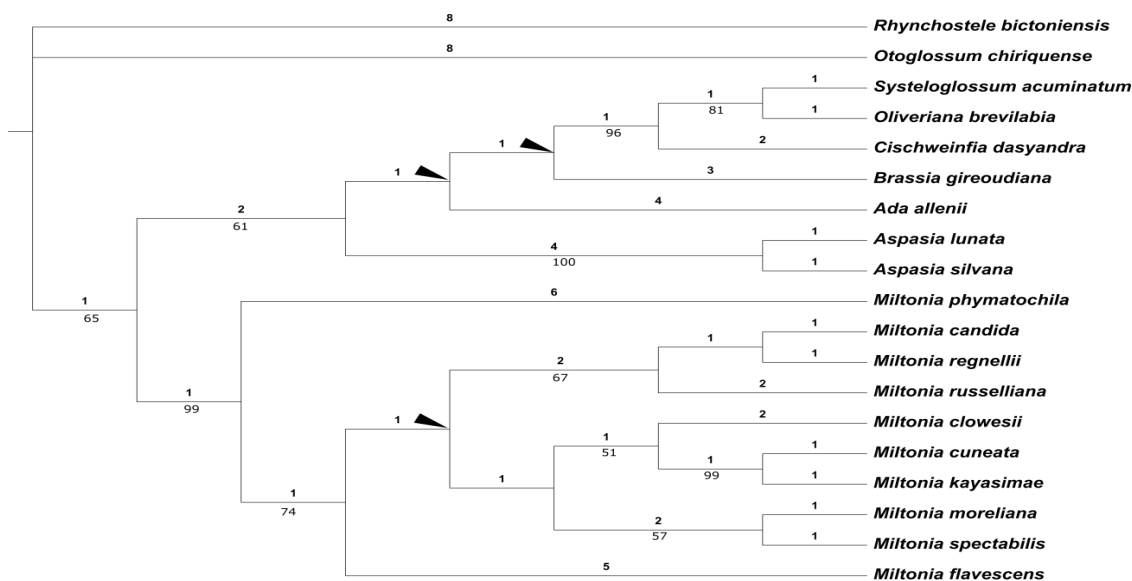 8
Rhynchostele bictoniensis
8
Otoglossum chiriquense
1
Systeloglossum acuminatum
1
81
1
Oliveriana brevilabia
1
96
2
Cischweinfia dasyandra
1
3
Brassia gireoudiana
1
4
Ada allenii
2
61
1
Aspasia lunata
4
100
1
Aspasia silvana
1
65
6
Miltonia phymatochila
1
Miltonia candida
1
1
Miltonia regnellii
2
67
2
Miltonia russelliana
1
99
1
2
Miltonia clowesii
1
51
1
Miltonia cuneata
1
99
1
Miltonia kayasimae
1
1
74
1
Miltonia moreliana
2
57
1
Miltonia spectabilis
5
Miltonia flavescens